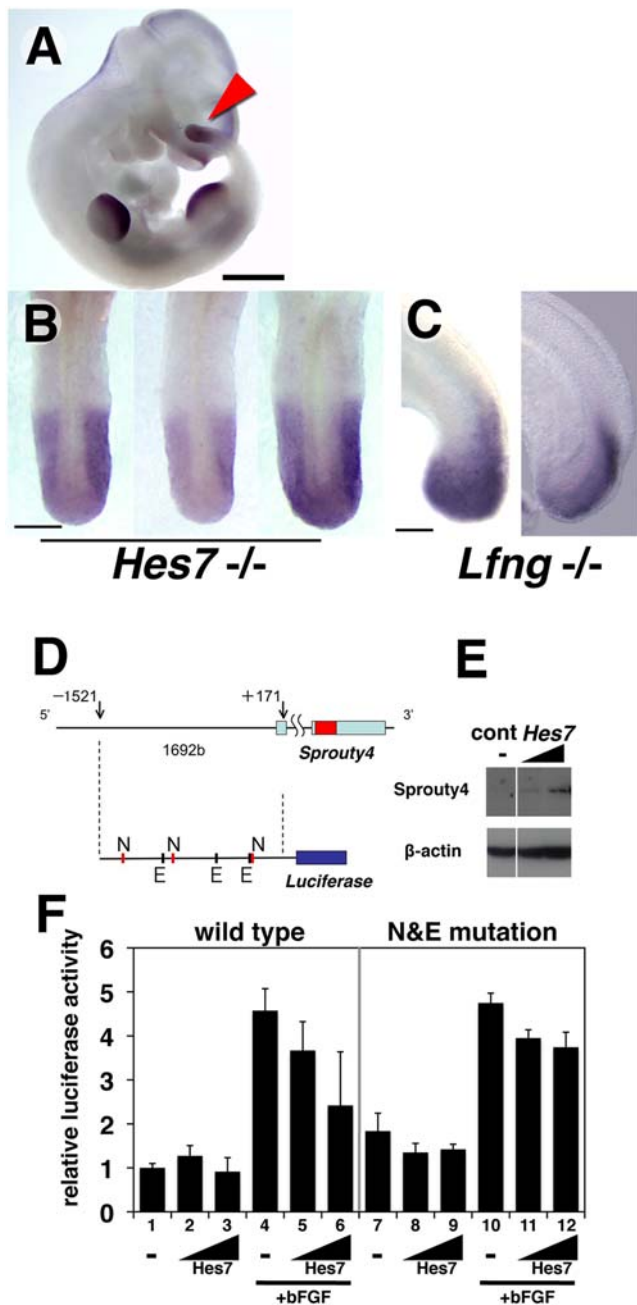 A
B
C
Hes7 -/-
Lfng -/-
D
−1521
+171
5'
3'
1692b
Sprouty4
N
N
N
E
E
E
Luciferase
E
cont Hes7
-
Sprouty4
β-actin
F
wild type
N&E mutation
relative luciferase activity
6
5
4
3
2
1
0
1 2 3 4 5 6 7 8 9 10 11 12
- Hes7 - Hes7 - Hes7 - Hes7
+bFGF +bFGF